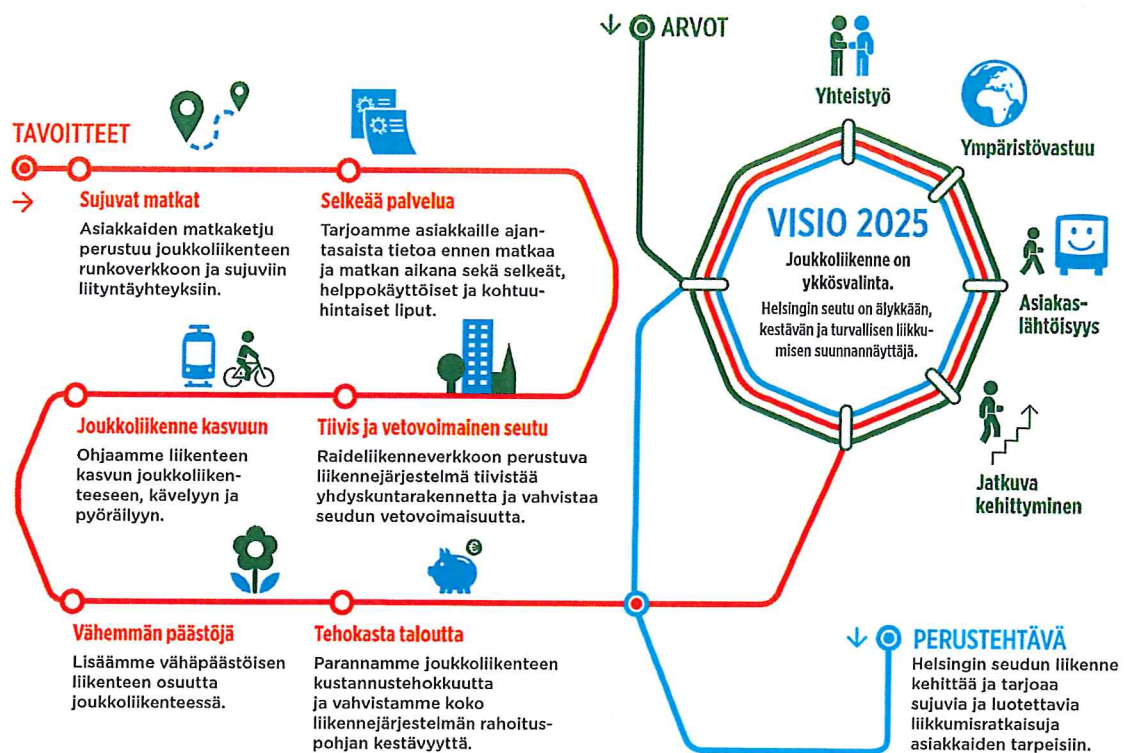 TAVOITTEET
Sujuvat matkat
Asiakkaiden matkaketju
perustuu joukkoliikenteen
runkoverkkoon ja sujuviin
liityntäyhteyksiin.
Selkeää palvelua
Tarjoamme asiakkaille ajan-
tasaista tietoa ennen matkaa
ja matkan aikana sekä selkeät,
helppokäyttöiset ja kohtuu-
hintaiset liput.
Joukkoliikenne kasvuun
Ohjaamme liikenteen
kasvun joukkoliiken-
teeseen, kävelyyn ja
pyöräilyyn.
Tiivis ja vetovoimainen seutu
Raideliikenneverkkoon perustuva
liikennejärjestelmä tiivistää
yhdyskuntarakennetta ja vahvistaa
seudun vetovoimaisuutta.
Vähemmän päästöjä
Lisäämme vähäpäästöisen
liikenteen osuutta
joukkoliikenteessä.
Tehokasta taloutta
Parannamme joukkoliikenteen
kustannustehokkuutta
ja vahvistamme koko
liikennejärjestelmän rahoitus-
pohjan kestävyyttä.
€
ARVOT
Yhteistyö
Ympäristövastuu
Asiakas-
lähtöisyys
Jatkuva
kehittyminen
VISIO 2025
Joukkoliikenne on
ykkösvalinta.
Helsingin seutu on älykkään,
kestävän ja turvallisen liikku-
misen suunnannäyttäjä.
PERUSTEHTÄVÄ
Helsingin seudun liikenne
kehittää ja tarjoaa
sujuvia ja luotettavia
liikkumisratkaisuja
asiakkaiden tarpeisiin.